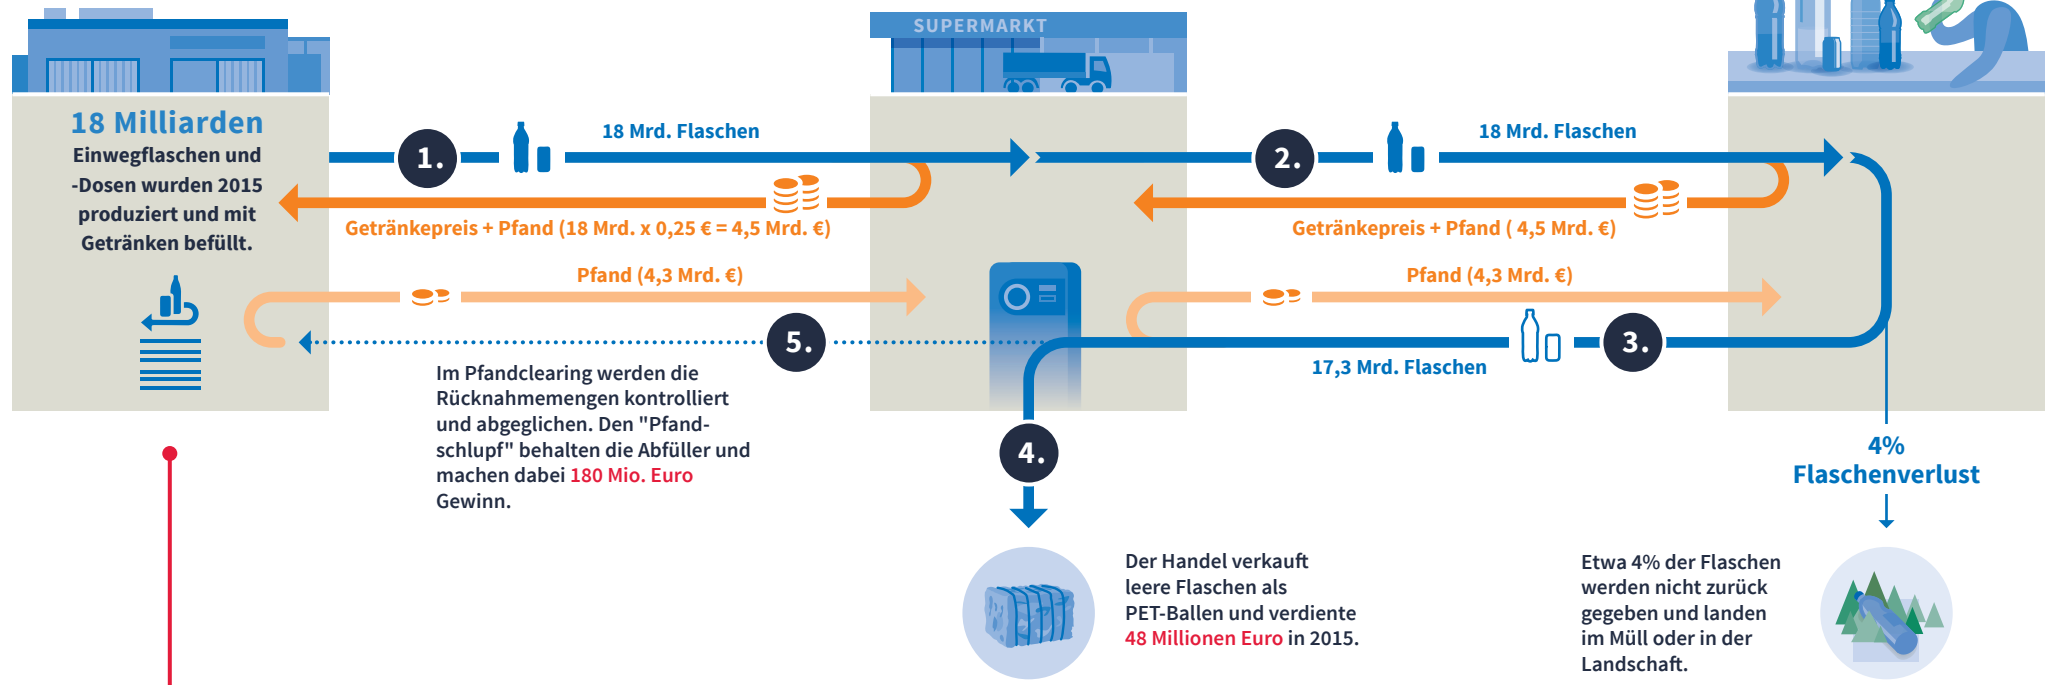 SUPERMARKT
18 Milliarden
Einwegflaschen und
-Dosen wurden 2015
produziert und mit
Getränken befüllt.
1.
18 Mrd. Flaschen
2.
18 Mrd. Flaschen
Getränkepreis + Pfand (18 Mrd. x 0,25 € = 4,5 Mrd. €)
Getränkepreis + Pfand ( 4,5 Mrd. €)
Pfand (4,3 Mrd. €)
Pfand (4,3 Mrd. €)
5.
3.
17,3 Mrd. Flaschen
Im Pfandclearing werden die
Rücknahmemengen kontrolliert
und abgeglichen. Den "Pfand-
schlupf" behalten die Abfüller und
machen dabei 180 Mio. Euro
Gewinn.
4.
4%
Flaschenverlust
Der Handel verkauft
leere Flaschen als
PET-Ballen und verdiente
48 Millionen Euro in 2015.
Etwa 4% der Flaschen
werden nicht zurück
gegeben und landen
im Müll oder in der
Landschaft.